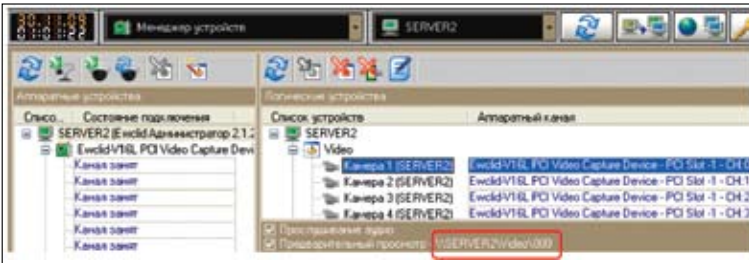 Менеджер устройств
SERVER2
Аппаратные устройства
Логические устройства
Списо... Состояние подключения
Список устройств Аппаратный канал
SERVER2 (Ewclid Администратор 2.1.2
SERVER2
Ewclid-V16L PCI Video Capture Devi
Video
Канал занят
Камера 1 (SERVER2) Ewclid-V16L PCI Video Capture Device - PCI Slot -1 - CH:
Канал занят
Камера 2 (SERVER2) Ewclid-V16L PCI Video Capture Device - PCI Slot -1 - CH:1
Канал занят
Камера 3 (SERVER2) Ewclid-V16L PCI Video Capture Device - PCI Slot -1 - CH:2
Канал занят
Камера 4 (SERVER2) Ewclid-V16L PCI Video Capture Device - PCI Slot -1 - CH:3
Канал занят
Прослушивание аудио
Канал занят
Предварительный просмотр - \\SERVER2\Video\000